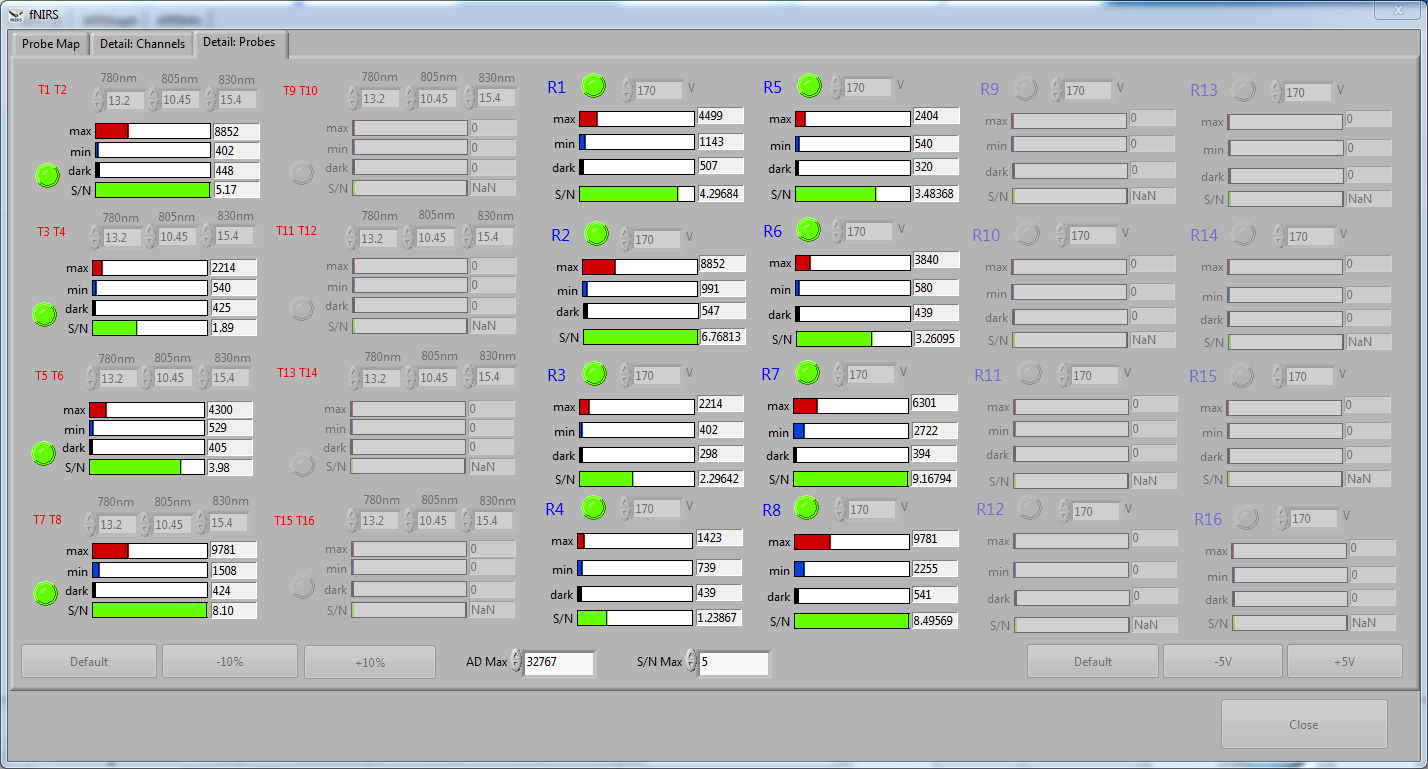 fNIRS
Probe Map Detail: Channels Detail: Probes
T1 T2
780nm 805nm 830nm
13.2 10.45 15.4
max 8852
min 402
dark 448
S/N 5.17
T3 T4
780nm 805nm 830nm
13.2 10.45 15.4
max 2214
min 540
dark 425
S/N 1.89
T5 T6
780nm 805nm 830nm
13.2 10.45 15.4
max 4300
min 529
dark 405
S/N 3.98
T7 T8
780nm 805nm 830nm
13.2 10.45 15.4
max 9781
min 1508
dark 424
S/N 8.10
T9 T10
780nm 805nm 830nm
13.2 10.45 15.4
max 0
min 0
dark 0
S/N NaN
T11 T12
780nm 805nm 830nm
13.2 10.45 15.4
max 0
min 0
dark 0
S/N NaN
T13 T14
780nm 805nm 830nm
13.2 10.45 15.4
max 0
min 0
dark 0
S/N NaN
T15 T16
780nm 805nm 830nm
13.2 10.45 15.4
max 0
min 0
dark 0
S/N NaN
R1 170 V
max 4499
min 1143
dark 507
S/N 4.29684
R2 170 V
max 8852
min 991
dark 547
S/N 6.76813
R3 170 V
max 2214
min 402
dark 298
S/N 2.29642
R4 170 V
max 1423
min 739
dark 439
S/N 1.23867
R5 170 V
max 2404
min 540
dark 320
S/N 3.48368
R6 170 V
max 3840
min 580
dark 439
S/N 3.26095
R7 170 V
max 6301
min 2722
dark 394
S/N 9.16794
R8 170 V
max 9781
min 2255
dark 541
S/N 8.49569
R9 170 V
max 0
min 0
dark 0
S/N NaN
R10 170 V
max 0
min 0
dark 0
S/N NaN
R11 170 V
max 0
min 0
dark 0
S/N NaN
R12 170 V
max 0
min 0
dark 0
S/N NaN
R13 170 V
max 0
min 0
dark 0
S/N NaN
R14 170 V
max 0
min 0
dark 0
S/N NaN
R15 170 V
max 0
min 0
dark 0
S/N NaN
R16 170 V
max 0
min 0
dark 0
S/N NaN
Default -10% +10% AD Max 32767 S/N Max 5 Default -5V +5V
Close